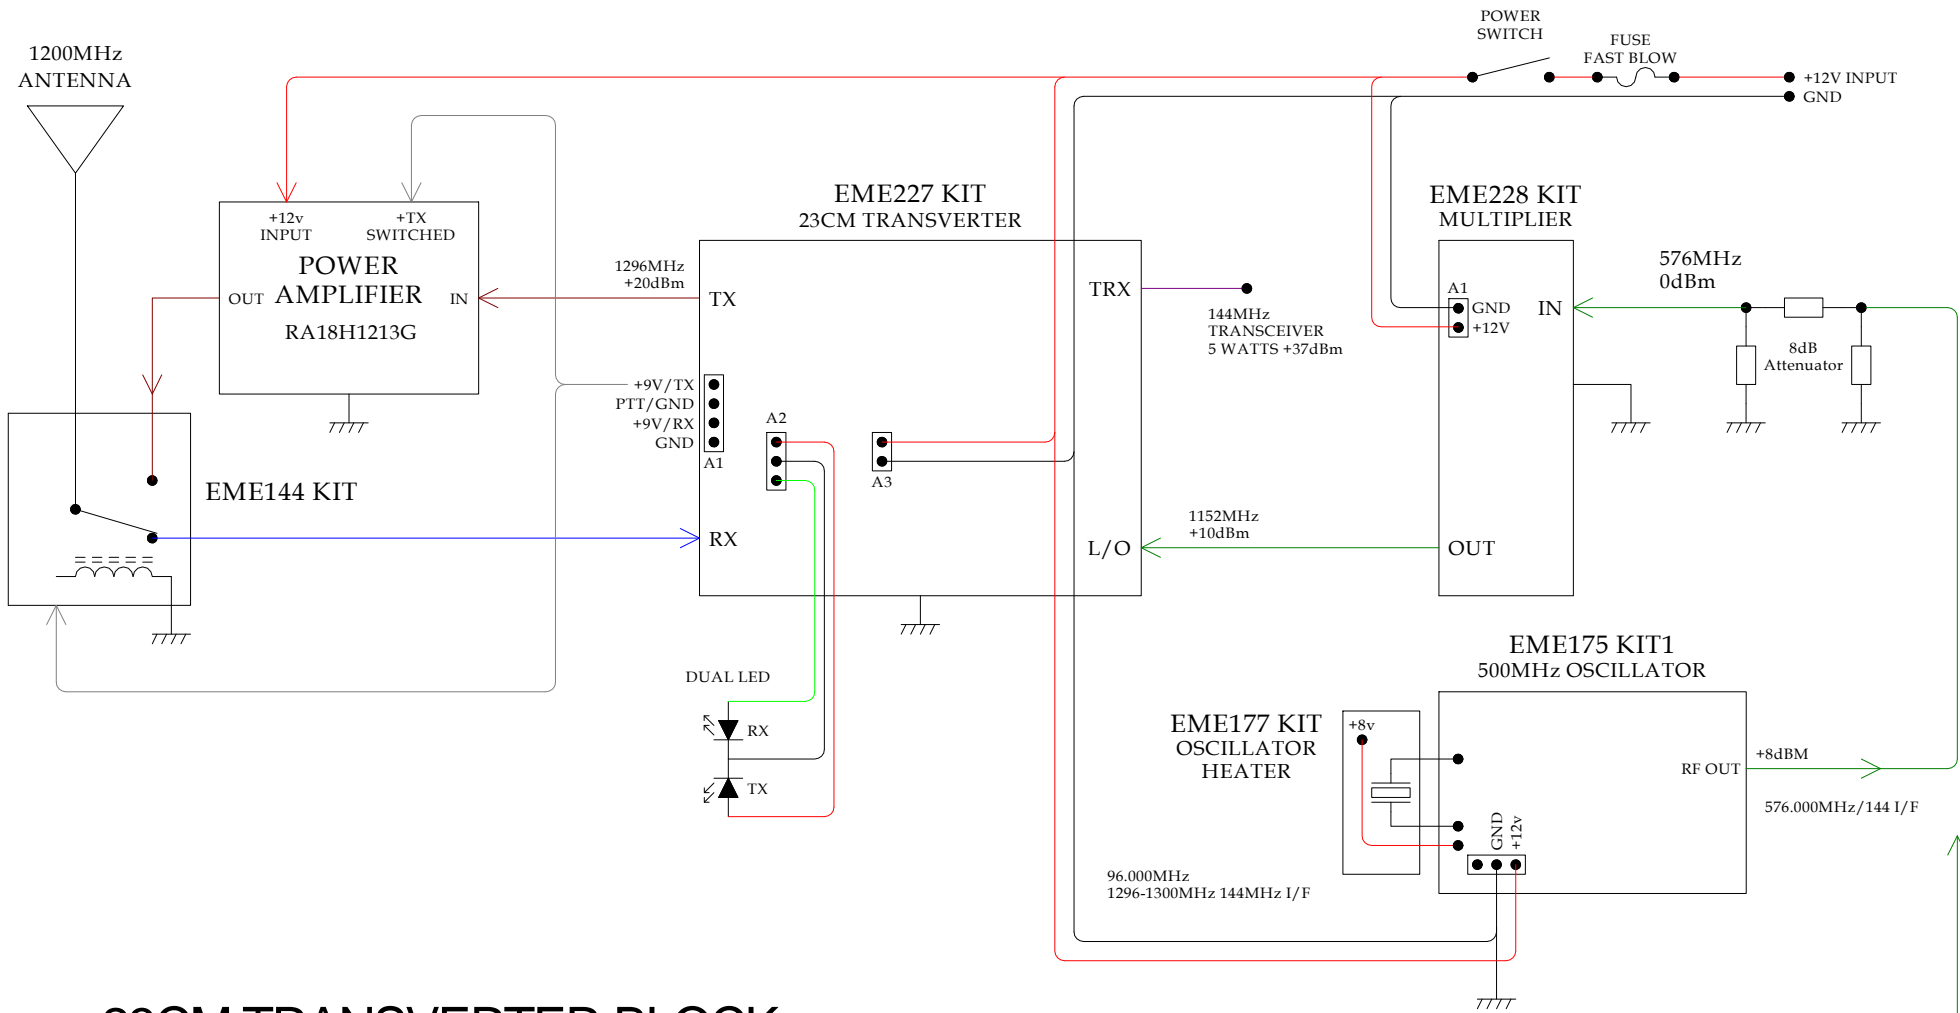 POWER
SWITCH
FUSE
FAST BLOW
+12V INPUT
GND
1200MHz
ANTENNA
+12v
INPUT
+TX
SWITCHED
POWER
AMPLIFIER
RA18H1213G
OUT
IN
1296MHz
+20dBm
EME227 KIT
23CM TRANSVERTER
TX
TRX
144MHz
TRANSCEIVER
5 WATTS +37dBm
EME228 KIT
MULTIPLIER
A1
GND
+12V
IN
576MHz
0dBm
8dB
Attenuator
+9V/TX
PTT/GND
+9V/RX
GND
A1
A2
A3
EME144 KIT
RX
L/O
1152MHz
+10dBm
OUT
DUAL LED
RX
TX
EME175 KIT1
500MHz OSCILLATOR
EME177 KIT
OSCILLATOR
HEATER
+8v
GND
+12v
RF OUT
+8dBM
576.000MHz/144 I/F
96.000MHz
1296-1300MHz 144MHz I/F
23CM TRANSVERTER BLOCK